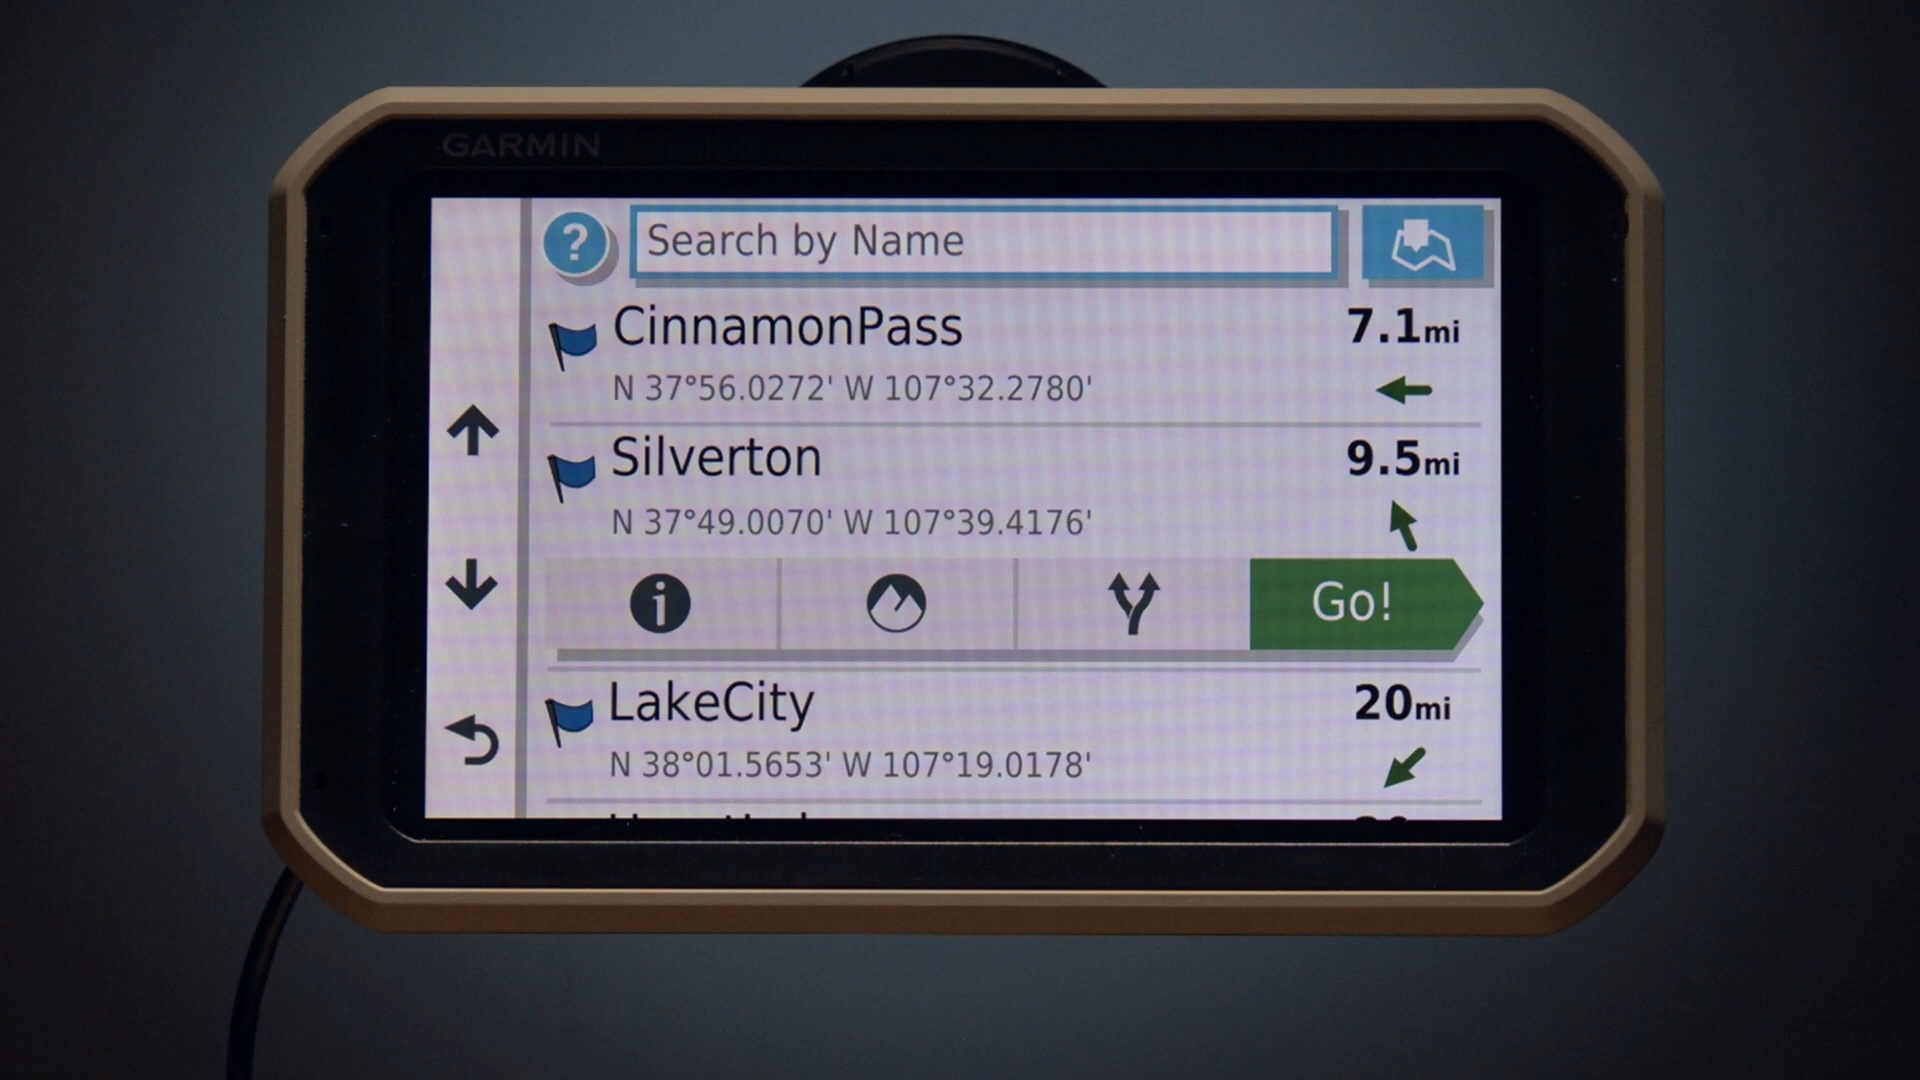 GARMIN
?
Search by Name
CinnamonPass
7.1mi
N 37°56.0272' W 107°32.2780'
Silverton
9.5mi
N 37°49.0070' W 107°39.4176'
Go!
LakeCity
20mi
N 38°01.5653' W 107°19.0178'